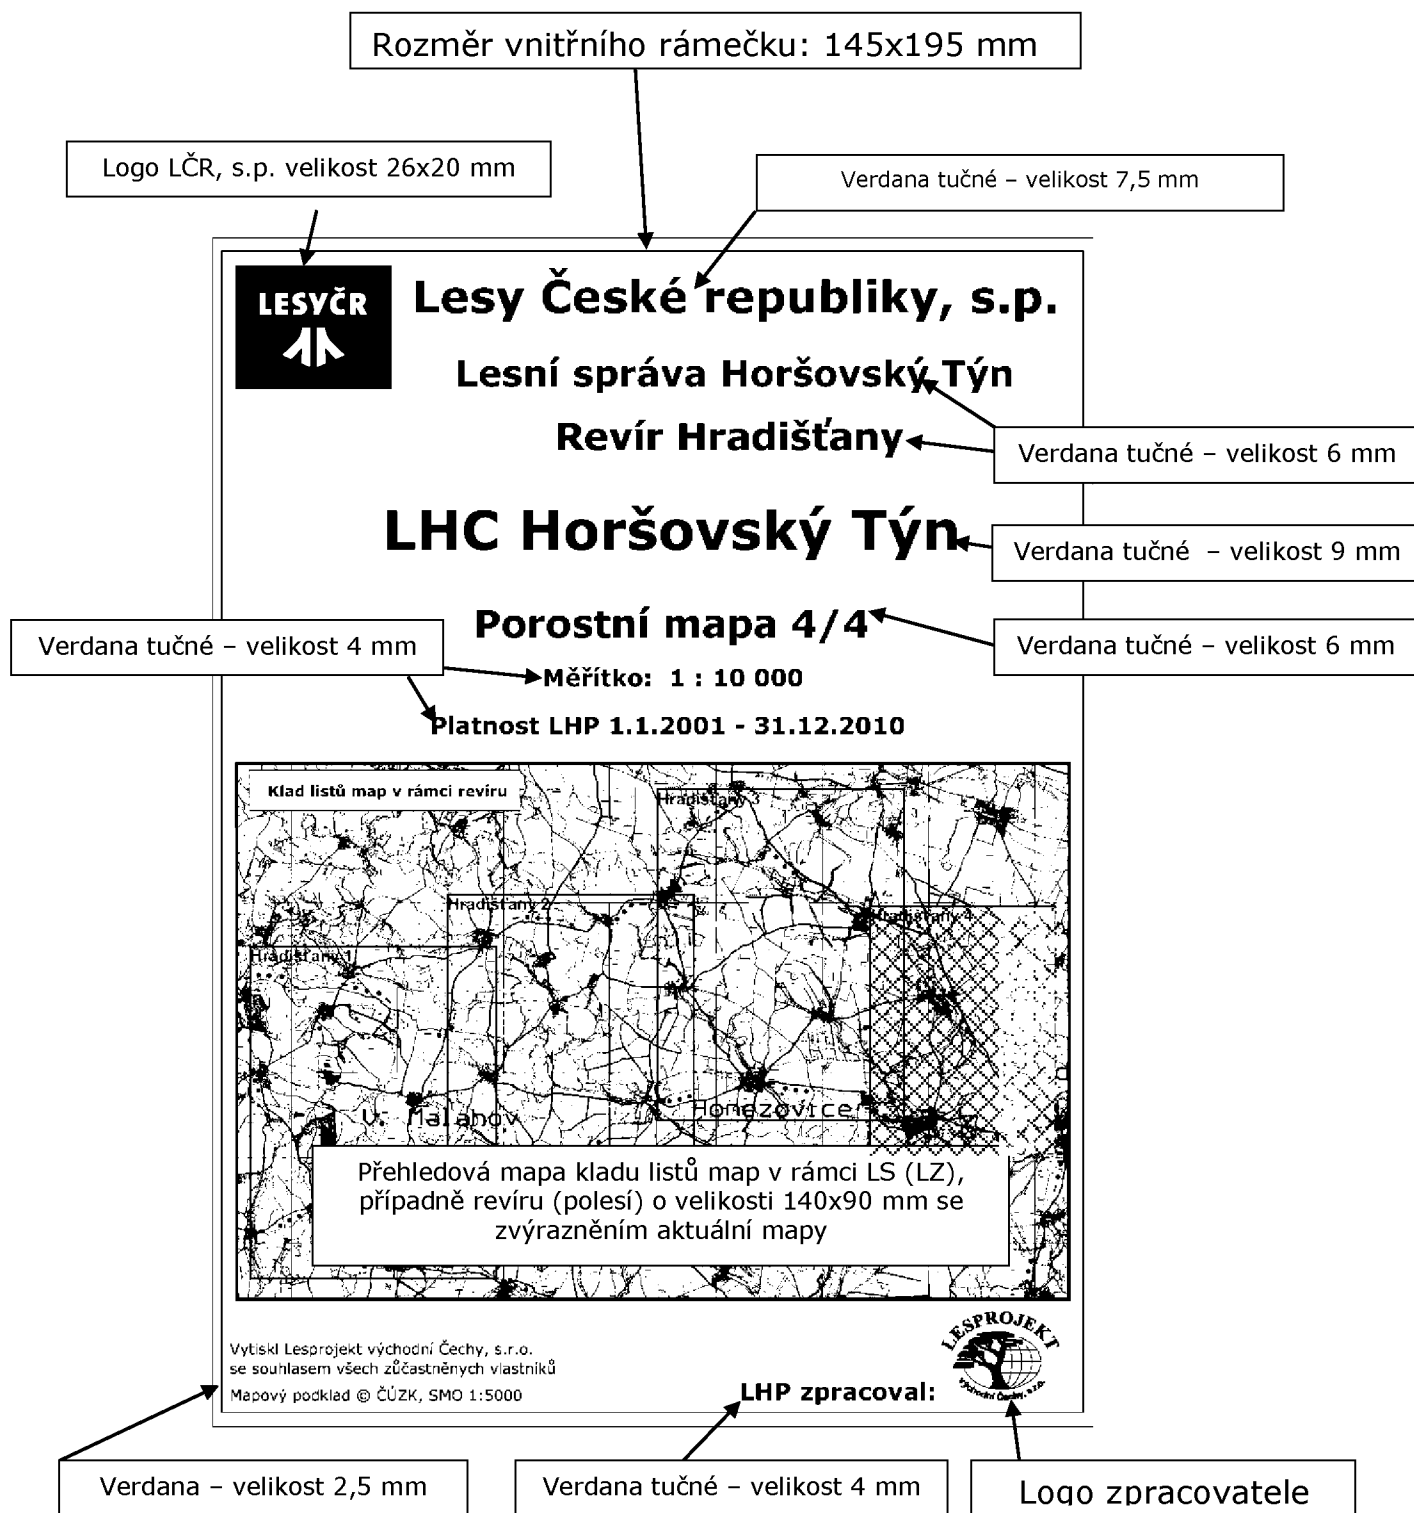 Rozměr vnitřního rámečku: 145x195 mm
Logo LČR, s.p. velikost 26x20 mm
Verdana tučné – velikost 7,5 mm
LESYČR
Lesy České republiky, s.p.
Lesní správa Horšovský Týn
Revír Hradišťany
Verdana tučné – velikost 6 mm
LHC Horšovský Týn
Verdana tučné  – velikost 9 mm
Porostní mapa 4/4
Verdana tučné – velikost 4 mm
Verdana tučné – velikost 6 mm
Měřítko:  1 : 10 000
Platnost LHP 1.1.2001 - 31.12.2010
Klad listů map v rámci revíru
Hradišťany 3
Hradišťany 2
Hradišťany 4
Hradišťany 1
V. Malahov
Honezovice
Přehledová mapa kladu listů map v rámci LS (LZ),
případně revíru (polesí) o velikosti 140x90 mm se
zvýrazněním aktuální mapy
Vytiskl Lesprojekt východní Čechy, s.r.o.
se souhlasem všech zúčastněných vlastníků
Mapový podklad © ČÚZK, SMO 1:5000
LHP zpracoval:
LESPROJEKT
východní Čechy, s.r.o.
Verdana – velikost 2,5 mm
Verdana tučné – velikost 4 mm
Logo zpracovatele